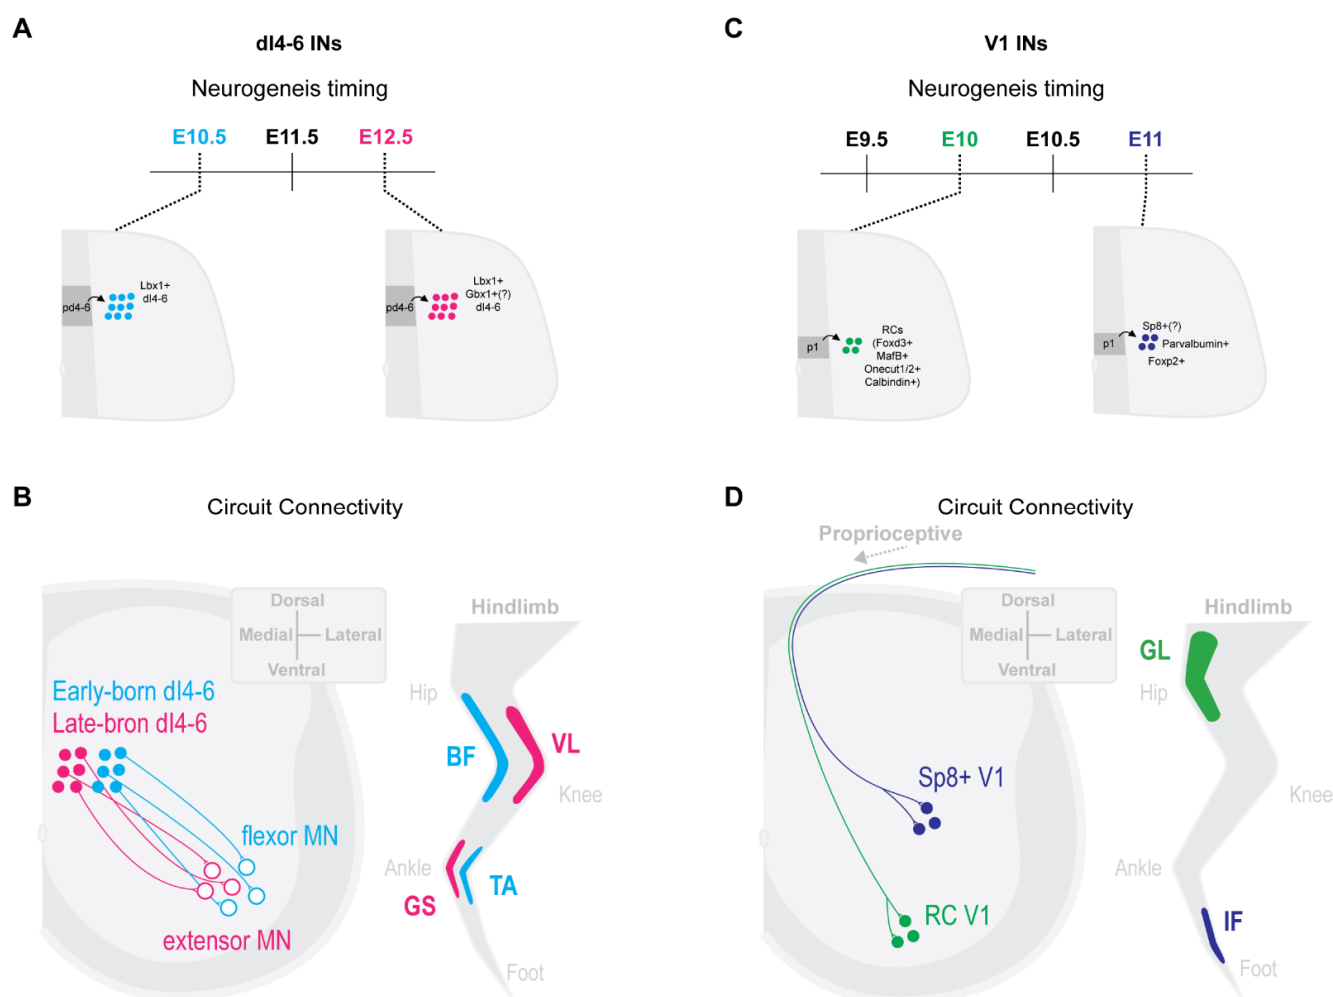 A
dI4-6 INs
Neurogeneis timing
E10.5 E11.5 E12.5
pd4-6
Lbx1+
dI4-6
pd4-6
Lbx1+
Gbx1+(?)
dI4-6
C
V1 INs
Neurogeneis timing
E9.5 E10 E10.5 E11
p1
RCs
(Foxd3+
MafB+
Onecut1/2+
Calbindin+)
p1
Sp8+(?)
Parvalbumin+
Foxp2+
B
Circuit Connectivity
Dorsal
Medial Lateral
Ventral
Early-born dI4-6
Late-bron dI4-6
flexor MN
extensor MN
Hindlimb
Hip
BF
VL
Knee
Ankle
TA
GS
Foot
D
Circuit Connectivity
Proprioceptive
Dorsal
Medial Lateral
Ventral
Sp8+ V1
RC V1
Hindlimb
GL
Hip
Knee
Ankle
IF
Foot